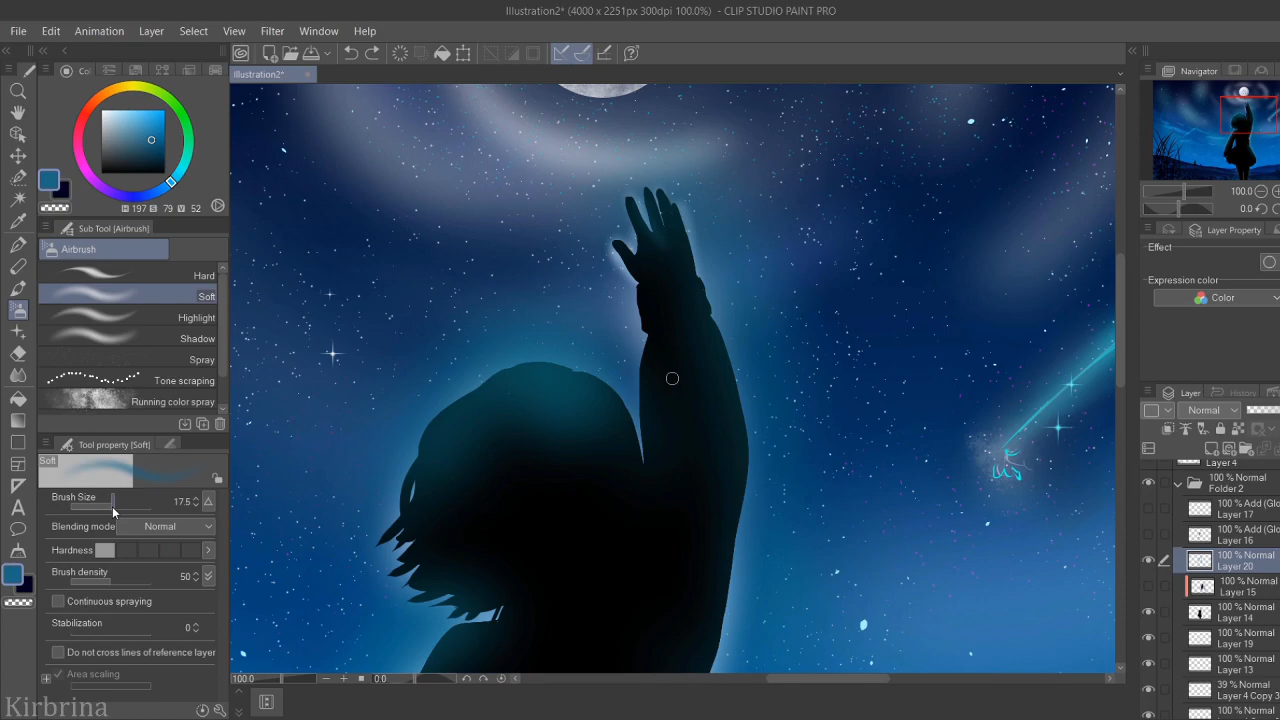 Illustration2* (4000 x 2251px 300dpi 100.0%) - CLIP STUDIO PAINT PRO
File Edit Animation Layer Select View Filter Window Help
Illustration2*
Navigator
H 197 S 79 V 52
100.0
0.0
Sub Tool [Airbrush]
Airbrush
Layer Property
Effect
Hard
Expression color
Soft
Color
Highlight
Shadow
Spray
Tone scraping
Running color spray
Layer History
Normal
Tool property [Soft]
Soft
Layer 4
100 % Normal
Folder 2
Brush Size 17.5
100 % Add (Glo
Layer 17
Blending mode Normal
100 % Add (Glo
Layer 16
Hardness
100 % Normal
Layer 20
Brush density 50
100 % Normal
Layer 15
Continuous spraying
100 % Normal
Layer 14
Stabilization 0
100 % Normal
Layer 19
Do not cross lines of reference layer
100 % Normal
Layer 13
Area scaling
100.0 0.0
39 % Normal
Layer 4 Copy 3
100 % Normal
Kirbrina